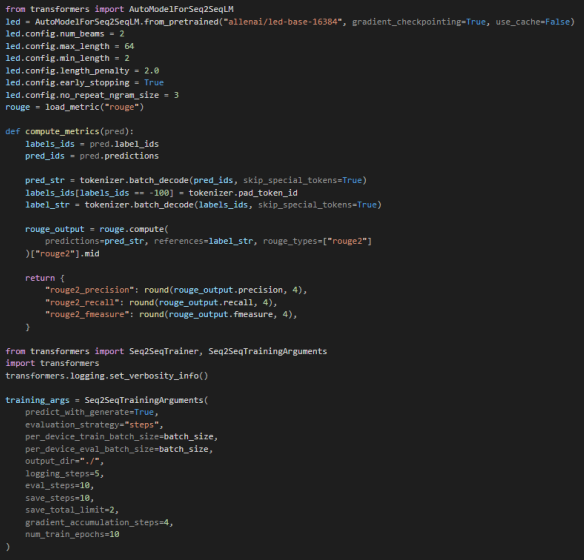 from transformers import AutoModelForSeq2SeqLM
led = AutoModelForSeq2SeqLM.from_pretrained("allenai/led-base-16384", gradient_checkpointing=True, use_cache=False)
led.config.num_beams = 2
led.config.max_length = 64
led.config.min_length = 2
led.config.length_penalty = 2.0
led.config.early_stopping = True
led.config.no_repeat_ngram_size = 3
rouge = load_metric("rouge")

def compute_metrics(pred):
    labels_ids = pred.label_ids
    pred_ids = pred.predictions

    pred_str = tokenizer.batch_decode(pred_ids, skip_special_tokens=True)
    labels_ids[labels_ids == -100] = tokenizer.pad_token_id
    label_str = tokenizer.batch_decode(labels_ids, skip_special_tokens=True)

    rouge_output = rouge.compute(
        predictions=pred_str, references=label_str, rouge_types=["rouge2"]
    )["rouge2"].mid

    return {
        "rouge2_precision": round(rouge_output.precision, 4),
        "rouge2_recall": round(rouge_output.recall, 4),
        "rouge2_fmeasure": round(rouge_output.fmeasure, 4),
    }

from transformers import Seq2SeqTrainer, Seq2SeqTrainingArguments
import transformers
transformers.logging.set_verbosity_info()

training_args = Seq2SeqTrainingArguments(
    predict_with_generate=True,
    evaluation_strategy="steps",
    per_device_train_batch_size=batch_size,
    per_device_eval_batch_size=batch_size,
    output_dir="./",
    logging_steps=5,
    eval_steps=10,
    save_steps=10,
    save_total_limit=2,
    gradient_accumulation_steps=4,
    num_train_epochs=10
)